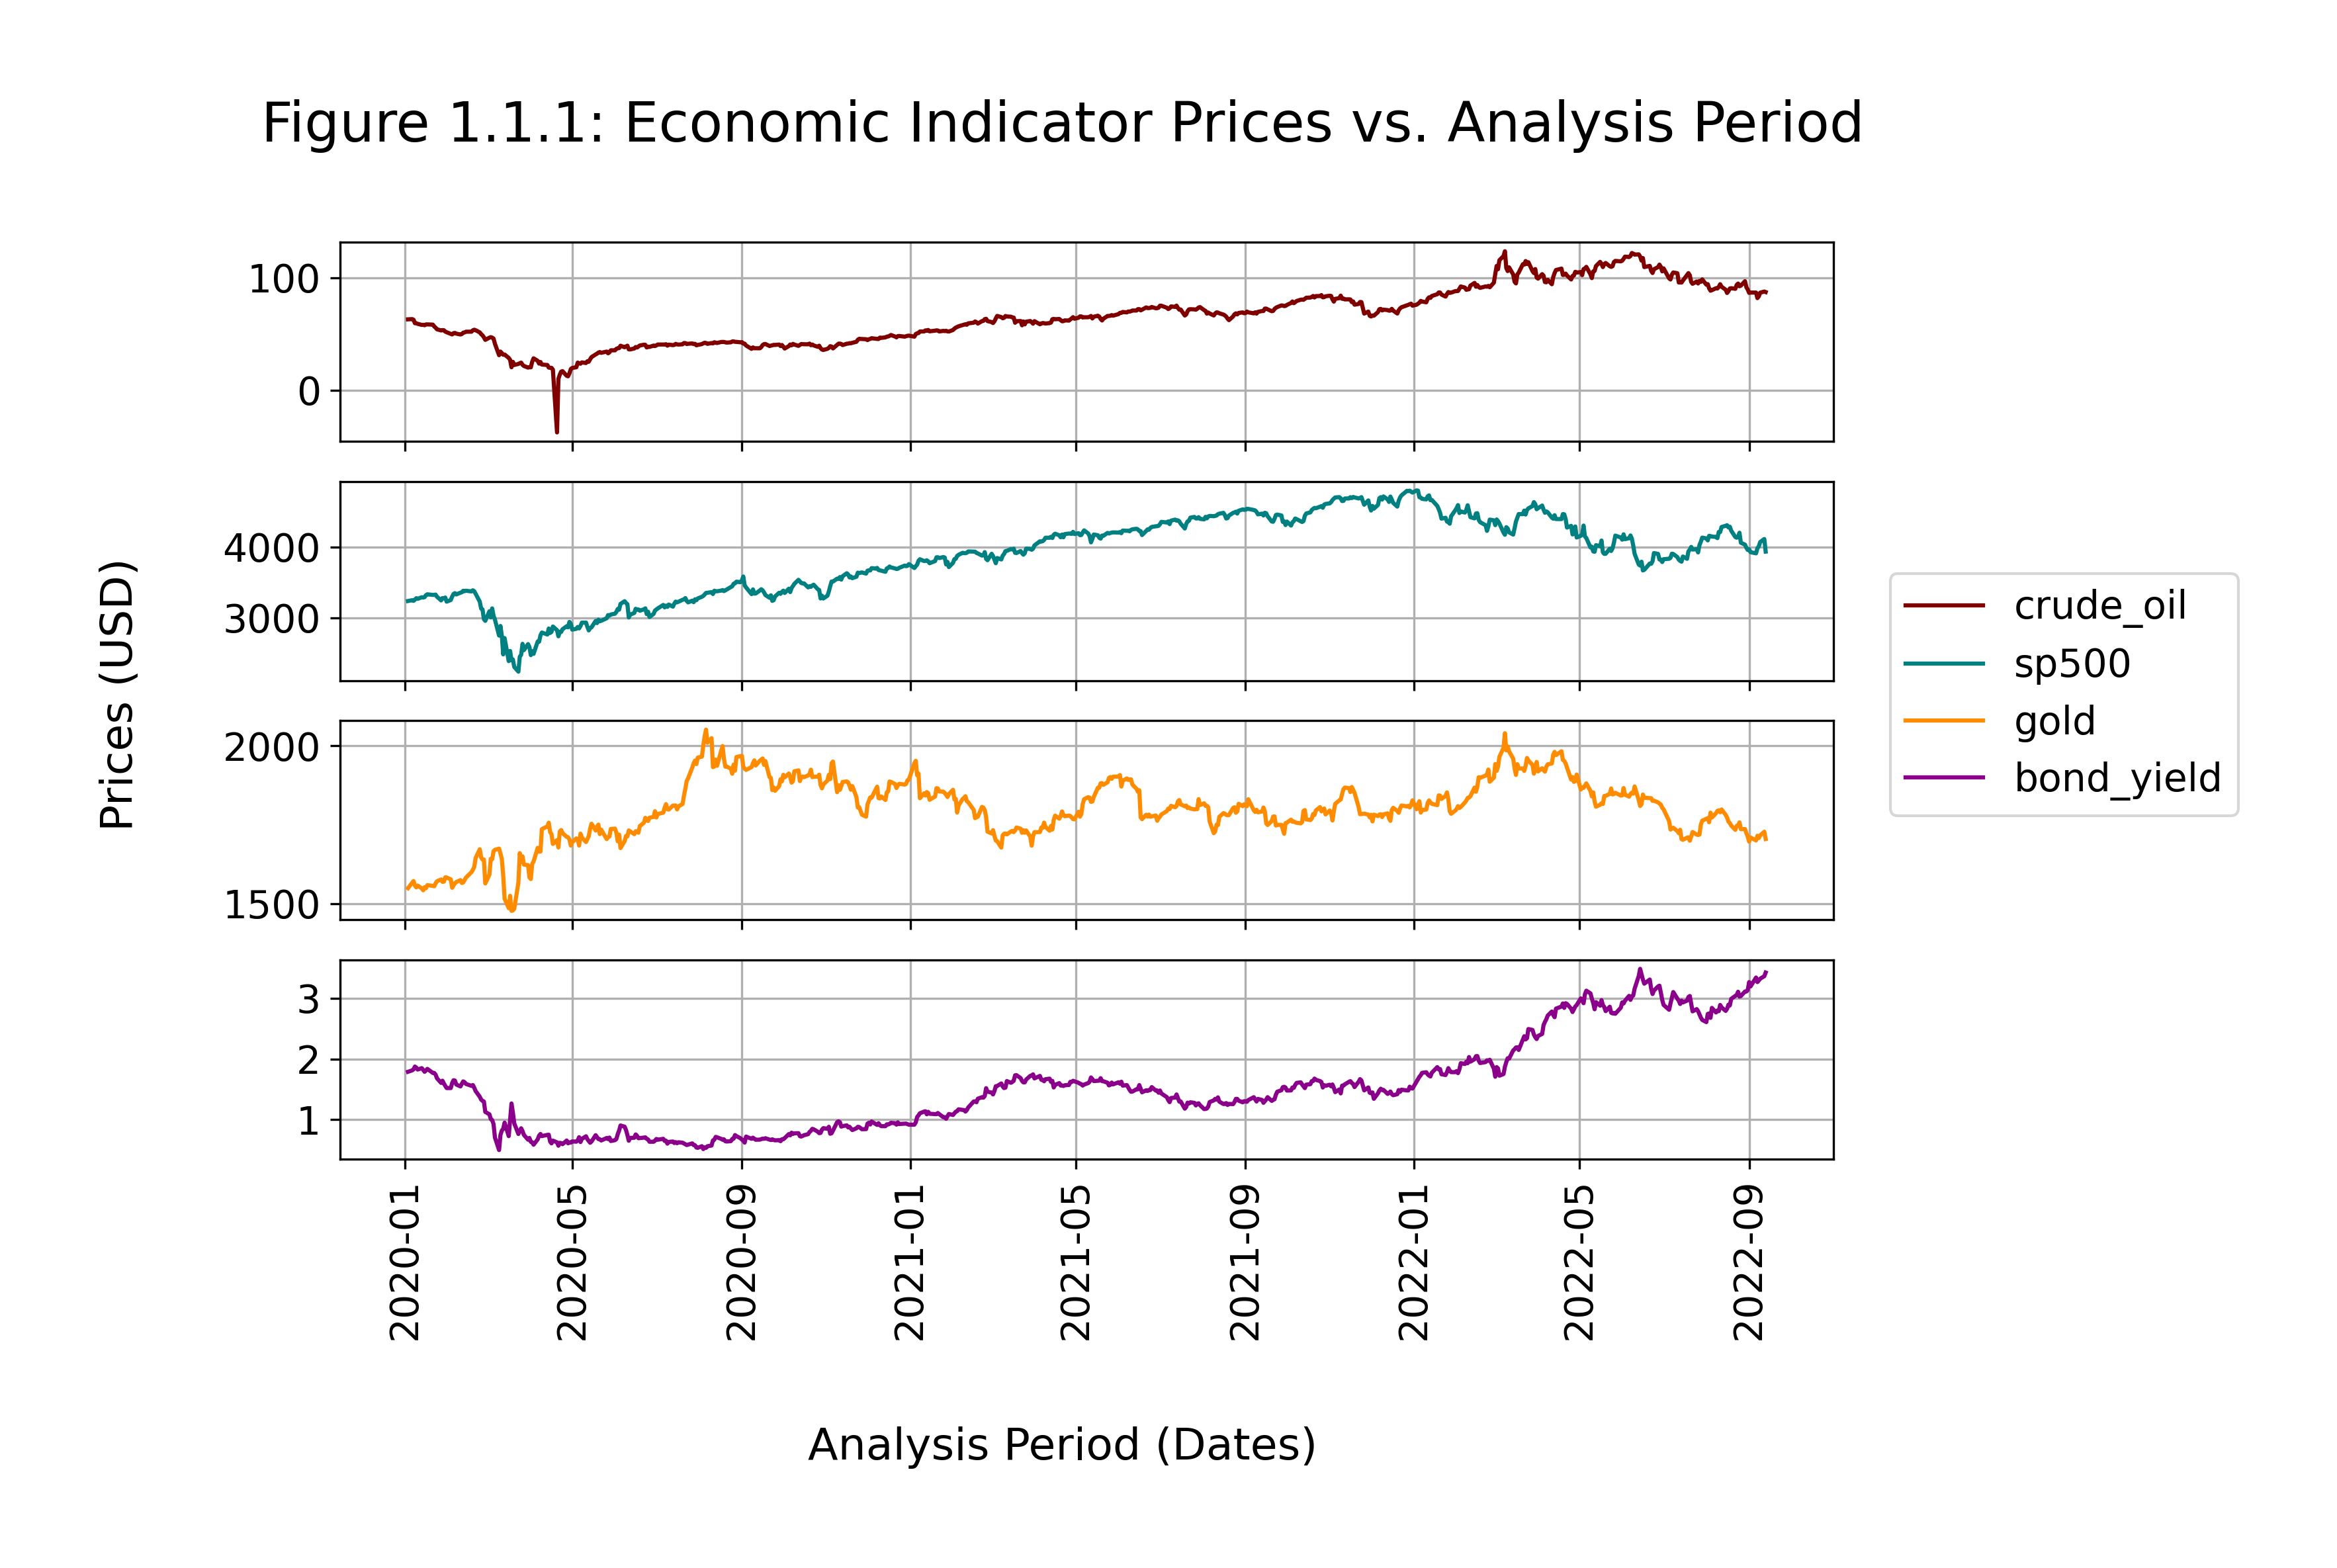 Figure 1.1.1: Economic Indicator Prices vs. Analysis Period
100
0
4000
3000
2000
1500
3
2
1
Prices (USD)
crude_oil
sp500
gold
bond_yield
2020-01
2020-05
2020-09
2021-01
2021-05
2021-09
2022-01
2022-05
2022-09
Analysis Period (Dates)